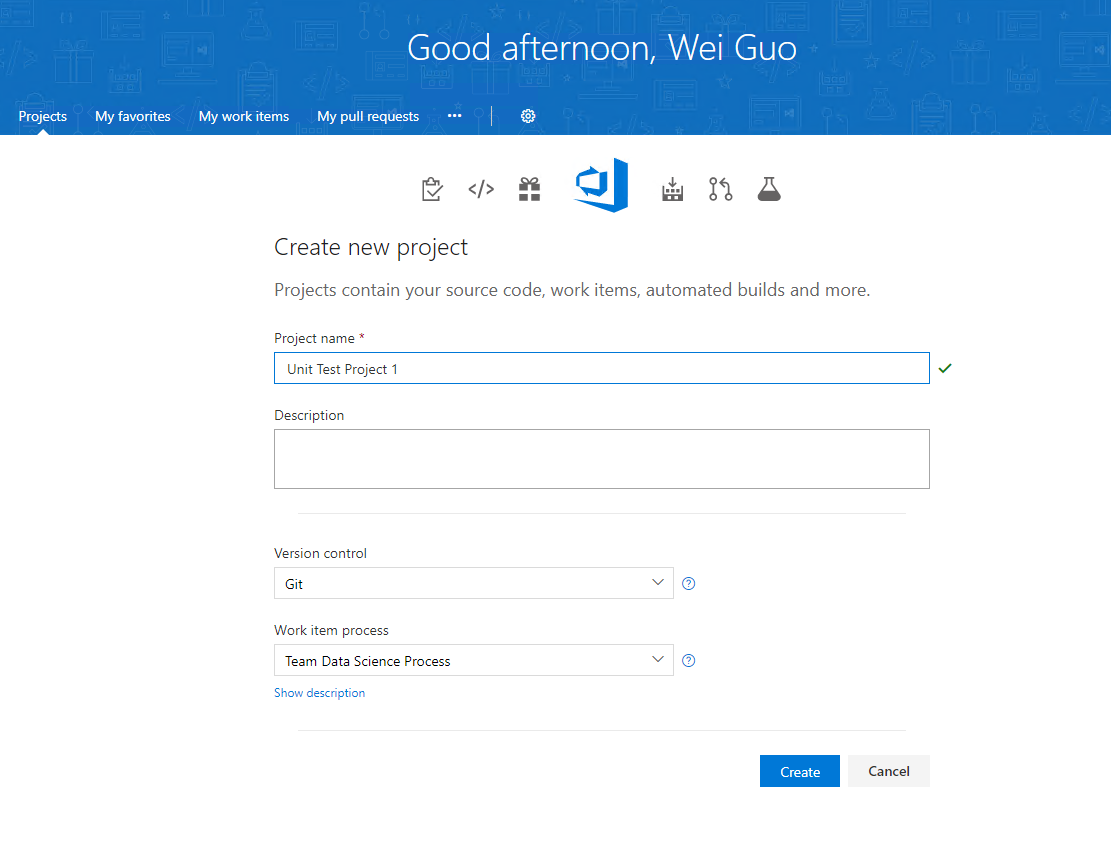 Good afternoon, Wei Guo
Projects My favorites My work items My pull requests ...
Create new project
Projects contain your source code, work items, automated builds and more.
Project name *
Unit Test Project 1
Description
Version control
Git
Work item process
Team Data Science Process
Show description
Create Cancel